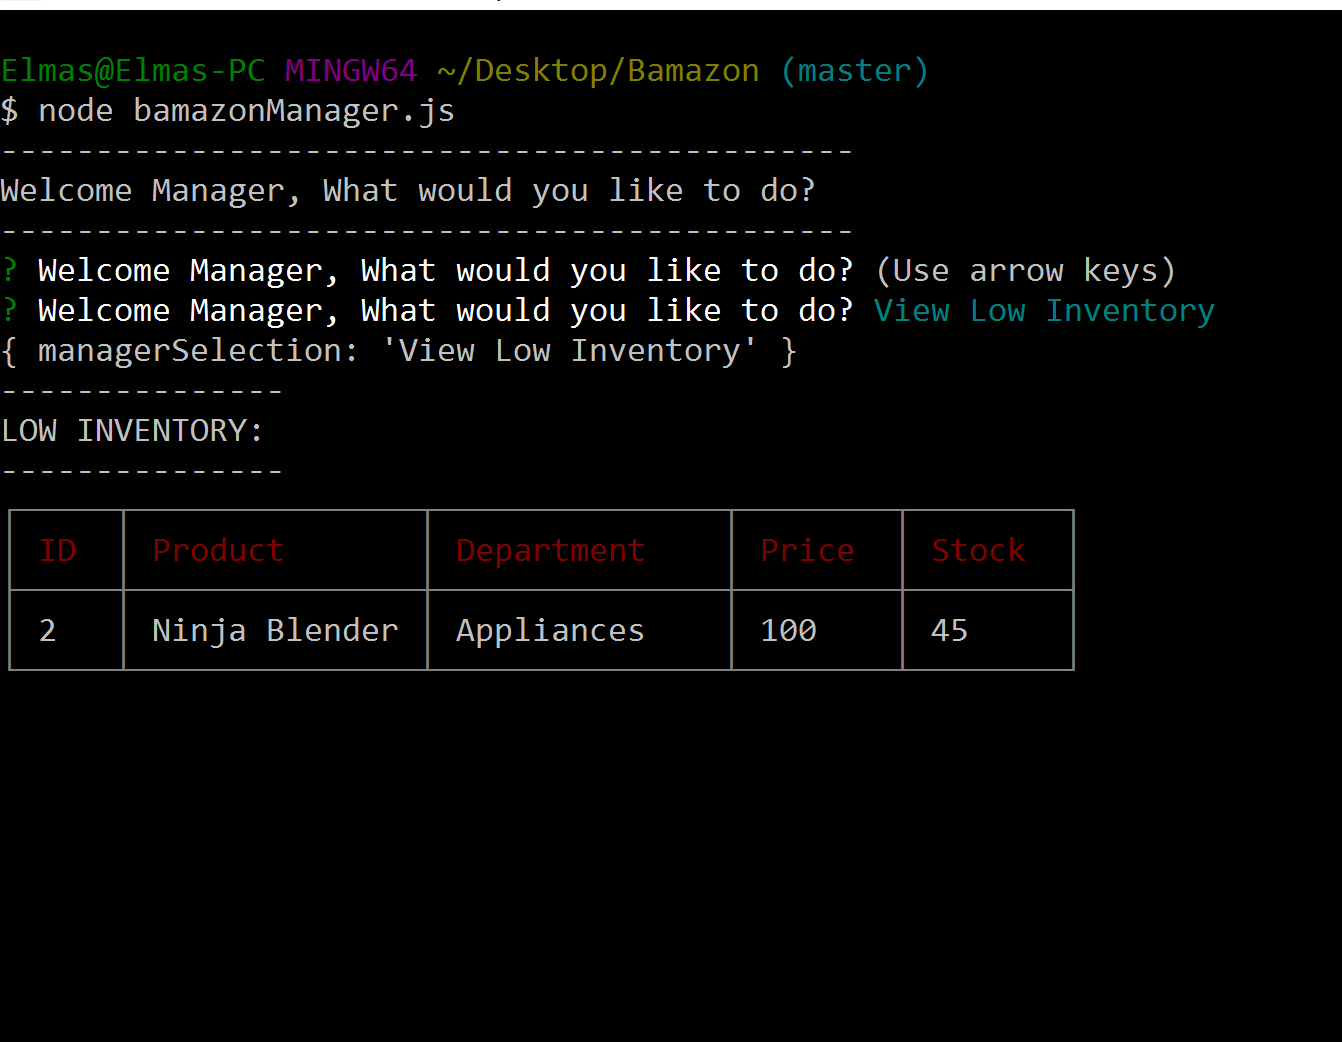 Elmas@Elmas-PC MINGW64 ~/Desktop/Bamazon (master)
$ node bamazonManager.js
---------------------------------------------
Welcome Manager, What would you like to do?
---------------------------------------------
? Welcome Manager, What would you like to do? (Use arrow keys)
? Welcome Manager, What would you like to do? View Low Inventory
{ managerSelection: 'View Low Inventory' }
---------------
LOW INVENTORY:
---------------
ID Product Department Price Stock
2 Ninja Blender Appliances 100 45